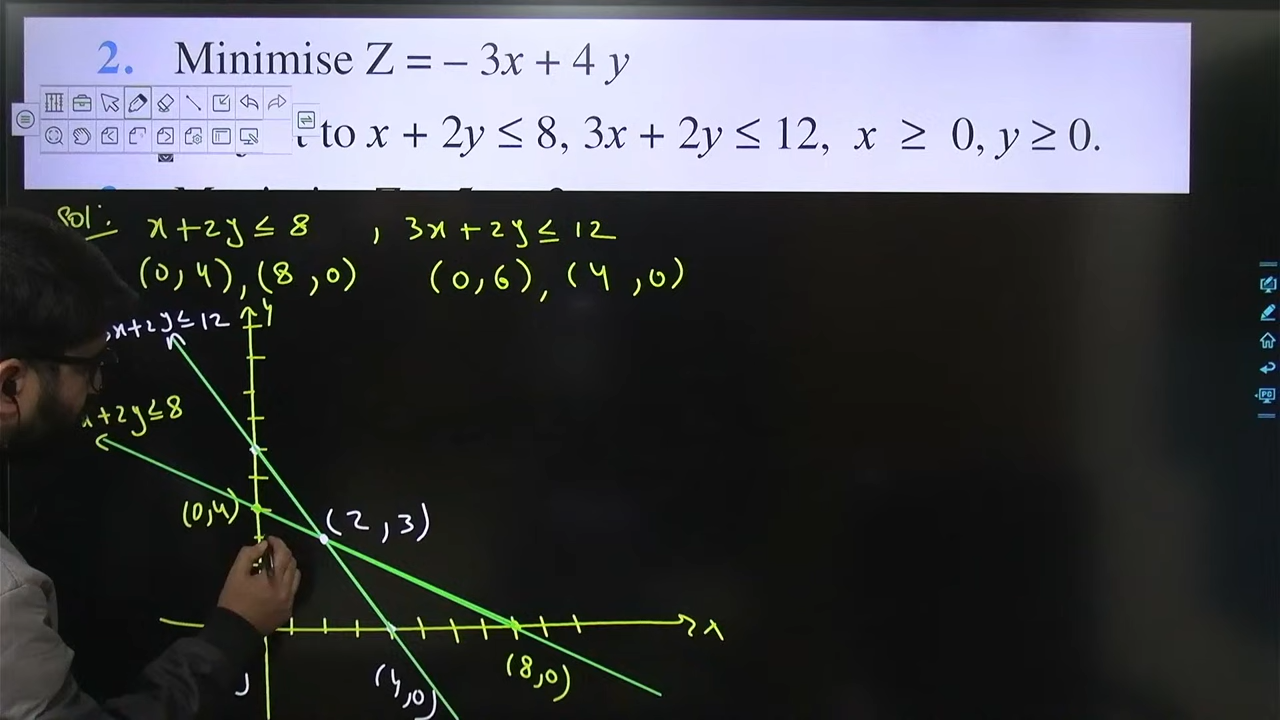 2. Minimise Z = – 3x + 4 y
to x + 2y ≤ 8, 3x + 2y ≤ 12, x ≥ 0, y ≥ 0.
Sol: x+2y ≤ 8 , 3x+2y ≤ 12
(0,4),(8,0) (0,6),(4,0)
y
x+2y≤12
+2y≤8
(0,4)
(2,3)
x
(8,0)
(4,0)
PC